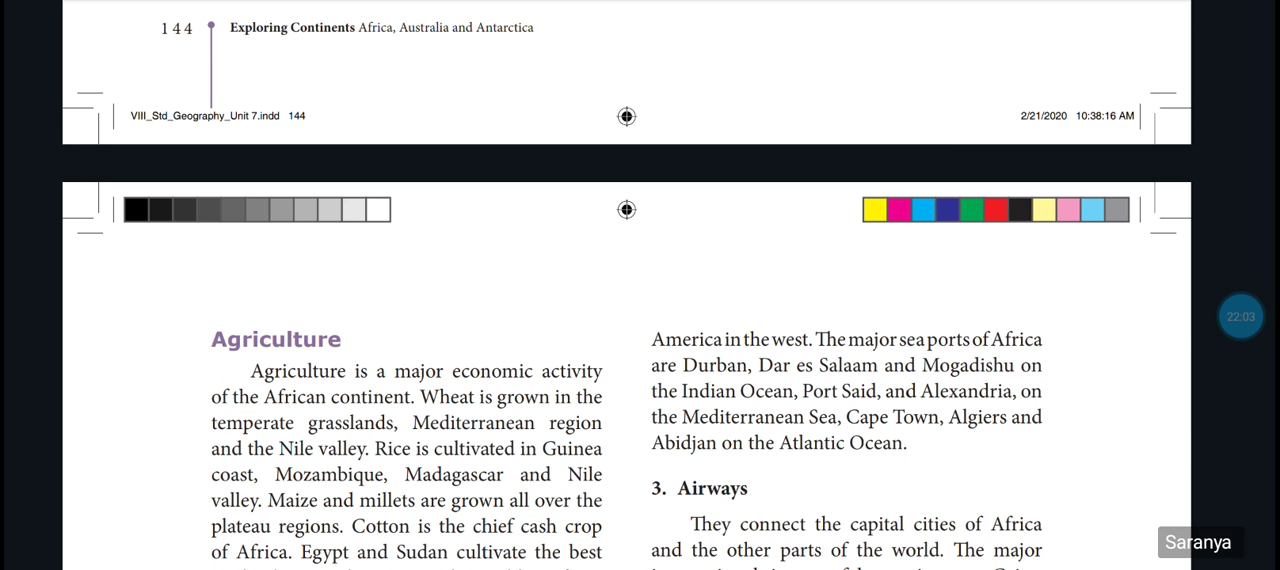 144 Exploring Continents Africa, Australia and Antarctica
VIII_Std_Geography_Unit 7.indd 144
2/21/2020 10:38:16 AM
Agriculture
Agriculture is a major economic activity
of the African continent. Wheat is grown in the
temperate grasslands, Mediterranean region
and the Nile valley. Rice is cultivated in Guinea
coast, Mozambique, Madagascar and Nile
valley. Maize and millets are grown all over the
plateau regions. Cotton is the chief cash crop
of Africa. Egypt and Sudan cultivate the best
America in the west. The major sea ports of Africa
are Durban, Dar es Salaam and Mogadishu on
the Indian Ocean, Port Said, and Alexandria, on
the Mediterranean Sea, Cape Town, Algiers and
Abidjan on the Atlantic Ocean.
3. Airways
They connect the capital cities of Africa
and the other parts of the world. The major
22:03
Saranya